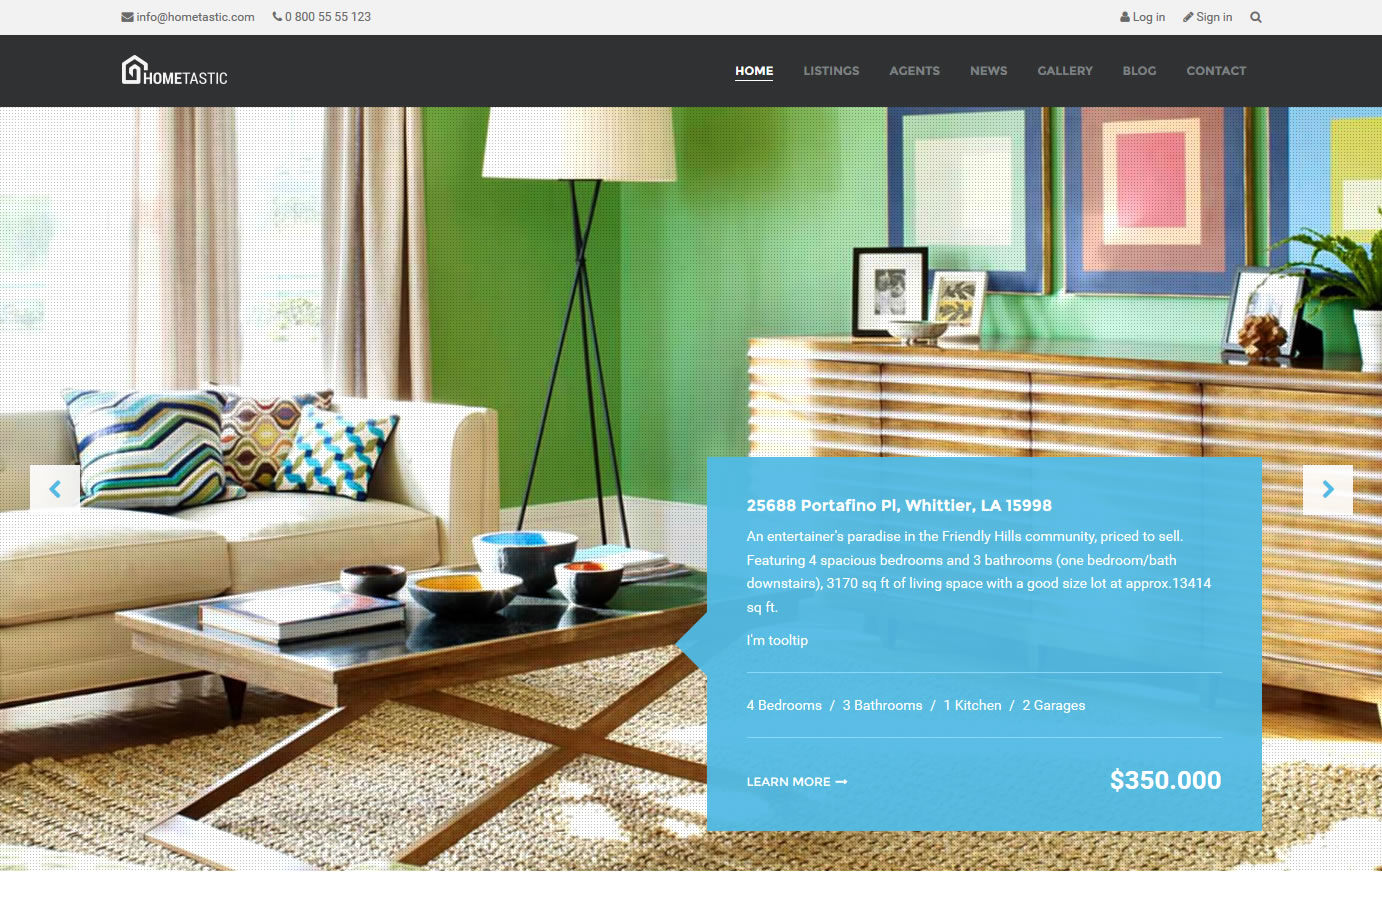 info@hometastic.com 0 800 55 55 123 Log in Sign in
HOMETASTIC HOME LISTINGS AGENTS NEWS GALLERY BLOG CONTACT
25688 Portafino Pl, Whittier, LA 15998
An entertainer's paradise in the Friendly Hills community, priced to sell.
Featuring 4 spacious bedrooms and 3 bathrooms (one bedroom/bath
downstairs), 3170 sq ft of living space with a good size lot at approx.13414
sq ft.
I'm tooltip
4 Bedrooms / 3 Bathrooms / 1 Kitchen / 2 Garages
LEARN MORE $350.000